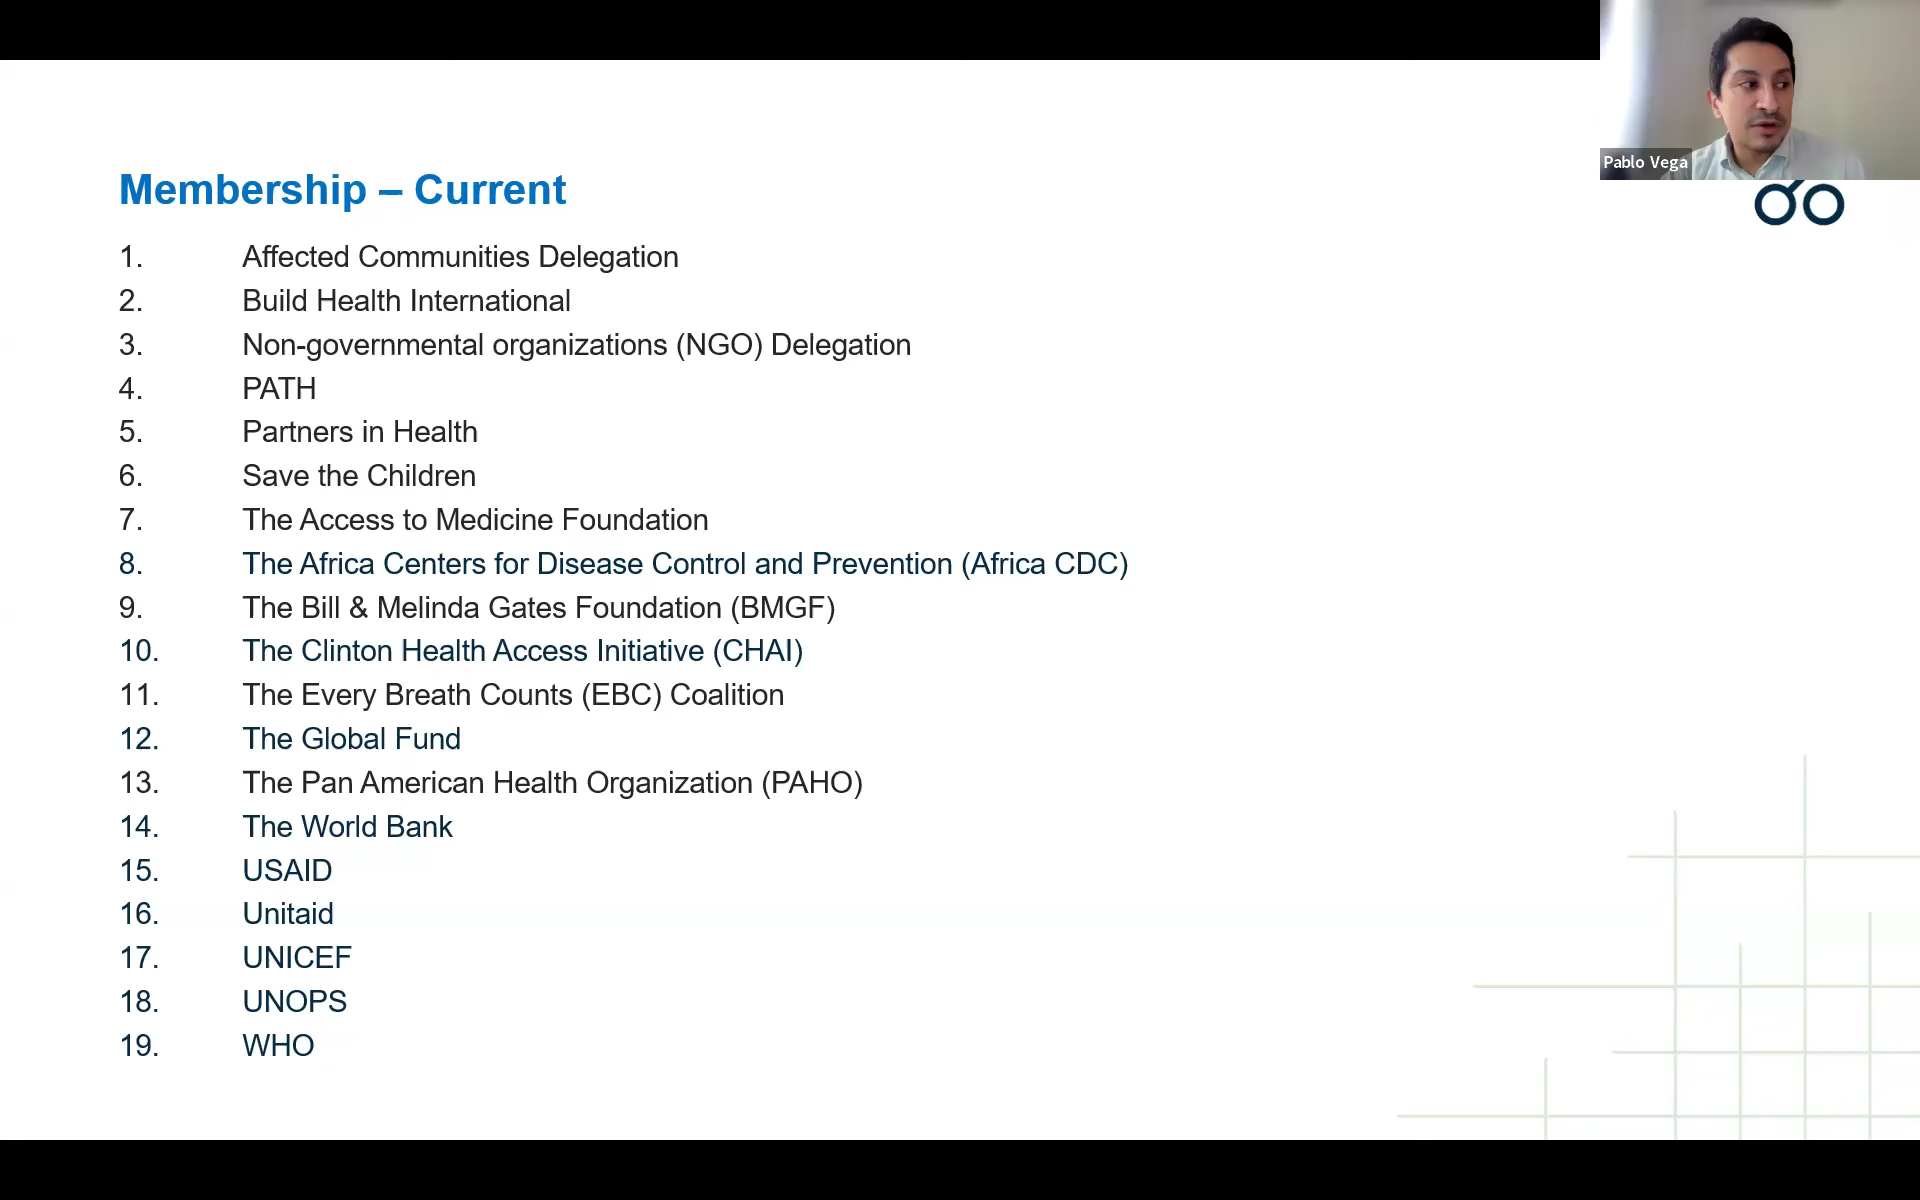 Pablo Vega
Membership – Current
1. Affected Communities Delegation
2. Build Health International
3. Non-governmental organizations (NGO) Delegation
4. PATH
5. Partners in Health
6. Save the Children
7. The Access to Medicine Foundation
8. The Africa Centers for Disease Control and Prevention (Africa CDC)
9. The Bill & Melinda Gates Foundation (BMGF)
10. The Clinton Health Access Initiative (CHAI)
11. The Every Breath Counts (EBC) Coalition
12. The Global Fund
13. The Pan American Health Organization (PAHO)
14. The World Bank
15. USAID
16. Unitaid
17. UNICEF
18. UNOPS
19. WHO